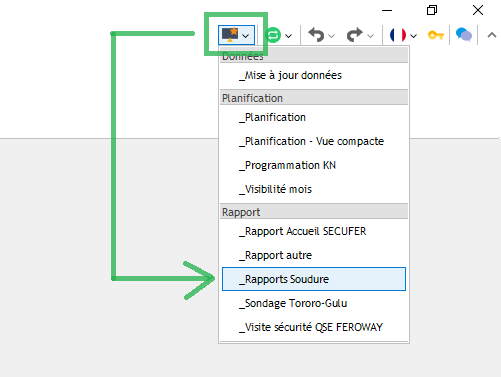 Données
_Mise à jour données
Planification
_Planification
_Planification - Vue compacte
_Programmation KN
_Visibilité mois
Rapport
_Rapport Accueil SECUFER
_Rapport autre
_Rapports Soudure
_Sondage Tororo-Gulu
_Visite sécurité QSE FEROWAY